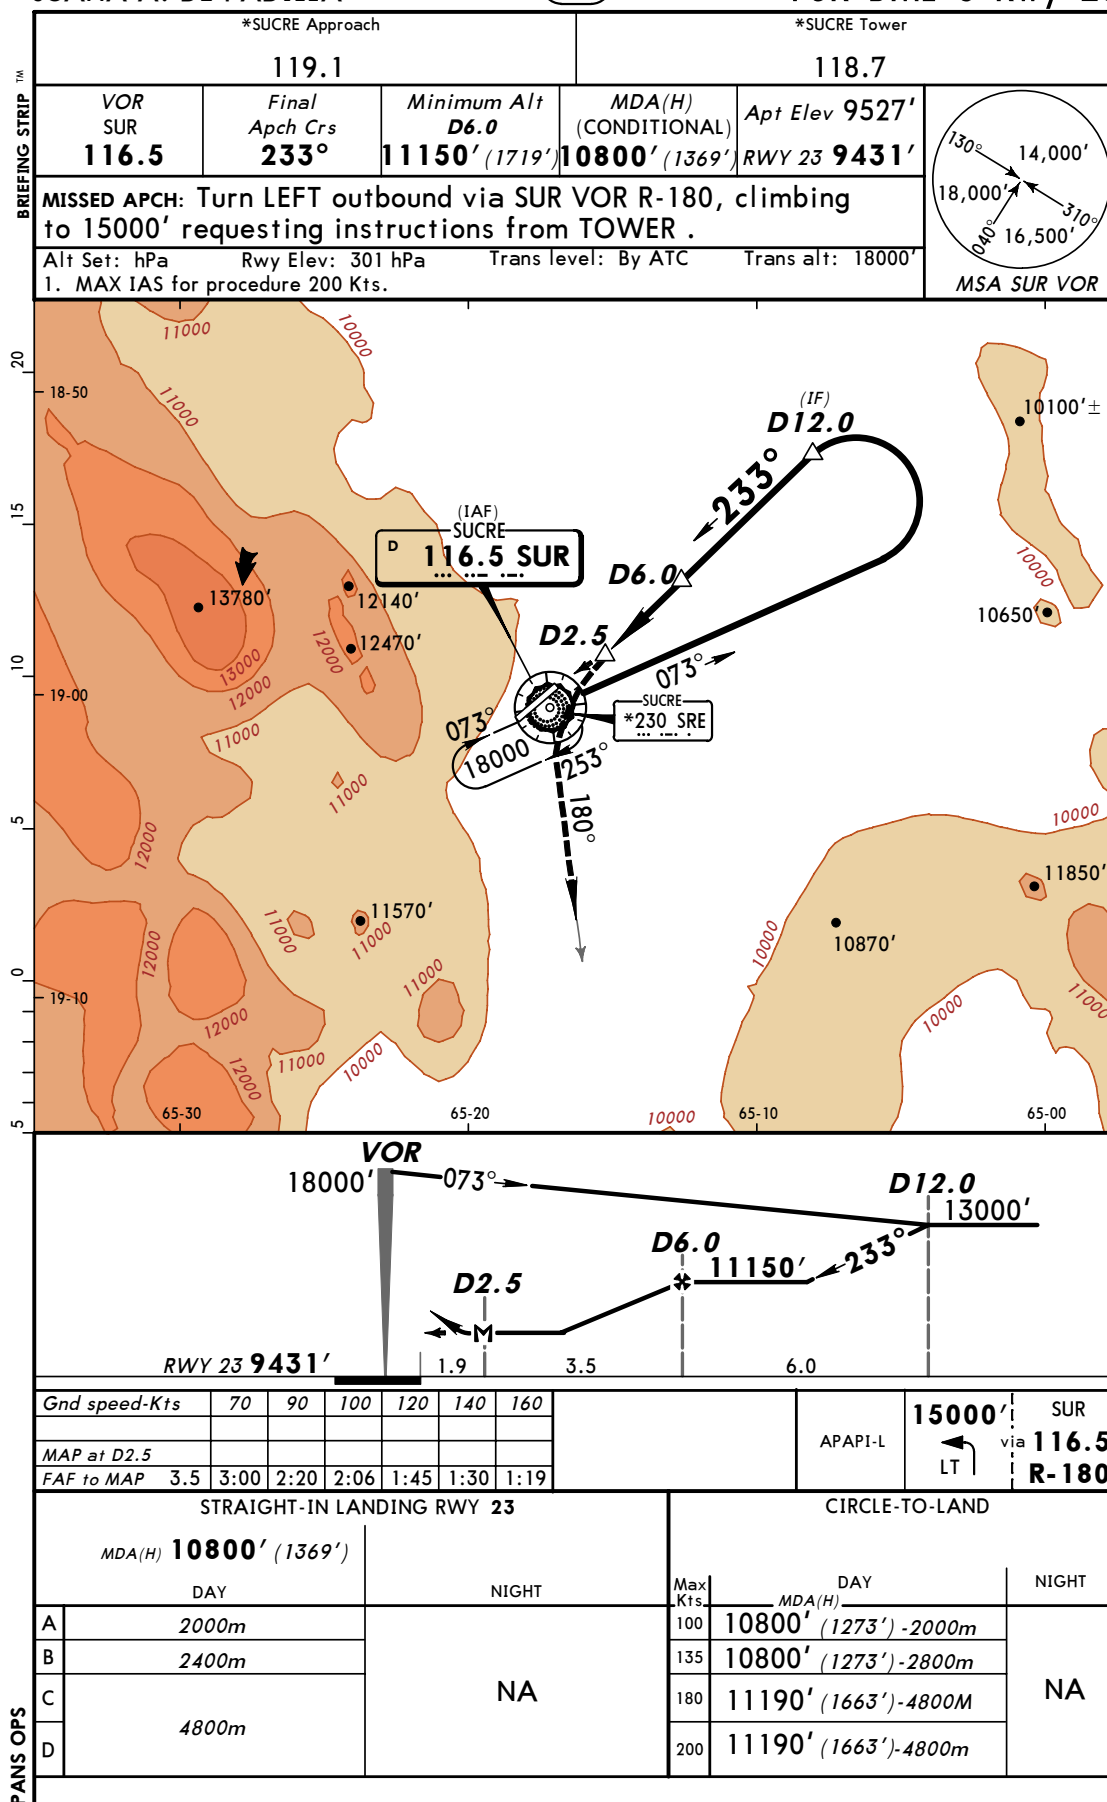 *SUCRE Approach
119.1
*SUCRE Tower
118.7
BRIEFING STRIP ™
VOR
SUR
116.5
Final
Apch Crs
233°
Minimum Alt
D6.0
11150' (1719')
MDA(H)
(CONDITIONAL)
10800' (1369')
Apt Elev 9527'
RWY 23 9431'
MISSED APCH: Turn LEFT outbound via SUR VOR R-180, climbing
to 15000' requesting instructions from TOWER .
Alt Set: hPa Rwy Elev: 301 hPa Trans level: By ATC Trans alt: 18000'
1. MAX IAS for procedure 200 Kts.
130°
14,000'
18,000'
310°
040°
16,500'
MSA SUR VOR
11000
10000
20
18-50
11000
(IF)
D12.0
10100'±
233°
15
(IAF)
SUCRE
D 116.5 SUR
10000
D6.0
13780'
12140'
10650'
12470'
12000
D2.5
13000
10
12000
19-00
073°
SUCRE
*230 SRE
11000
073°
18000
253°
11000
180°
5
12000
10000
11850'
11570'
11000
11000
10870'
10000
12000
0
19-10
11000
11000
12000
10000
11000
10000
12000
5
65-30
65-20
10000
65-10
65-00
VOR
18000'
073°
D12.0
13000'
D6.0
11150'
233°
D2.5
RWY 23 9431'
1.9
3.5
6.0
Gnd speed-Kts 70 90 100 120 140 160
MAP at D2.5
FAF to MAP 3.5 3:00 2:20 2:06 1:45 1:30 1:19
APAPI-L
15000'
LT
via
SUR
116.5
R-180
STRAIGHT-IN LANDING RWY 23
CIRCLE-TO-LAND
MDA(H) 10800' (1369')
DAY
NIGHT
Max
Kts
DAY
MDA(H)
NIGHT
A 2000m
B 2400m
C
D
4800m
NA
100 10800' (1273') -2000m
135 10800' (1273') -2800m
180 11190' (1663') -4800M
200 11190' (1663')-4800m
NA
PANS OPS